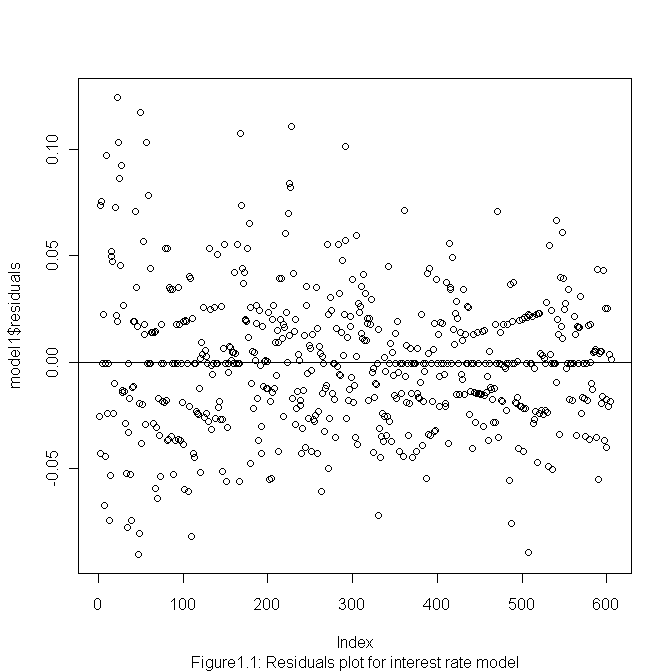 0.10
0.05
0.00
-0.05
model1$residuals
0 100 200 300 400 500 600
Index
Figure1.1: Residuals plot for interest rate model